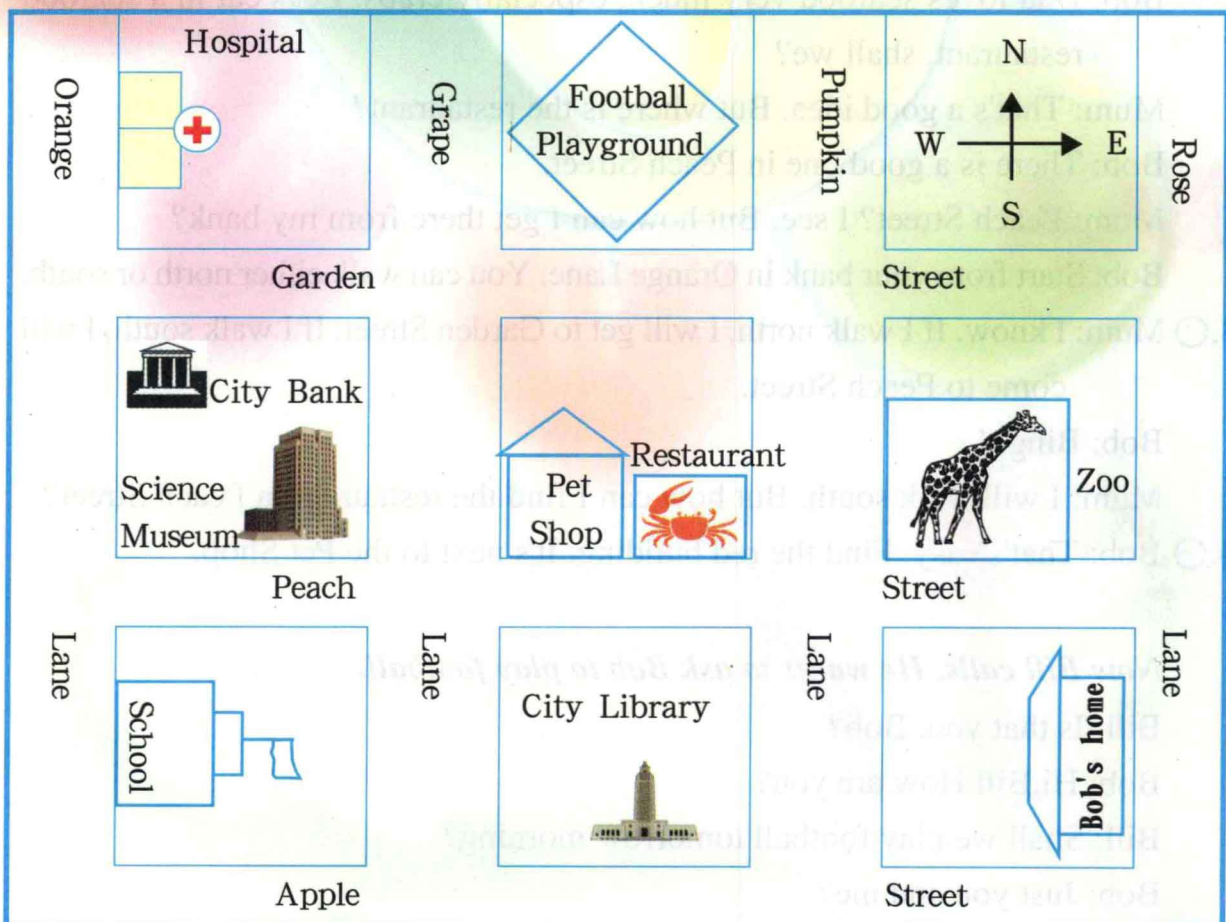 Hospital
Orange
Grape
Football
Playground
Pumpkin
N
W E
S
Rose
Garden Street
City Bank
Science
Museum
Restaurant
Pet
Shop
Zoo
Peach Street
Lane
Lane
Lane
Lane
School
City Library
Bob's home
Apple Street